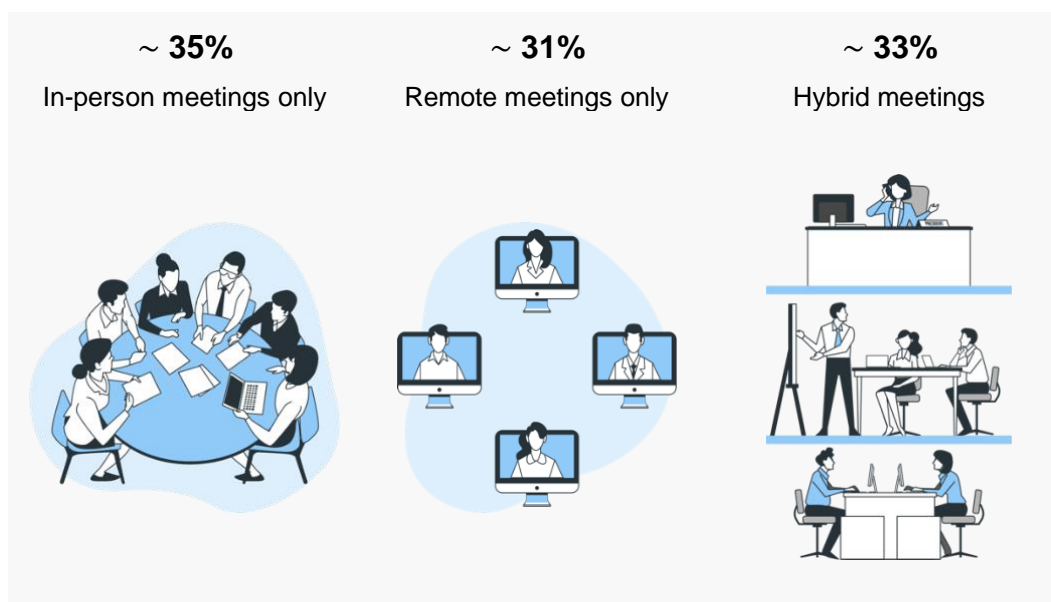 ~ 35%
In-person meetings only
~ 31%
Remote meetings only
~ 33%
Hybrid meetings